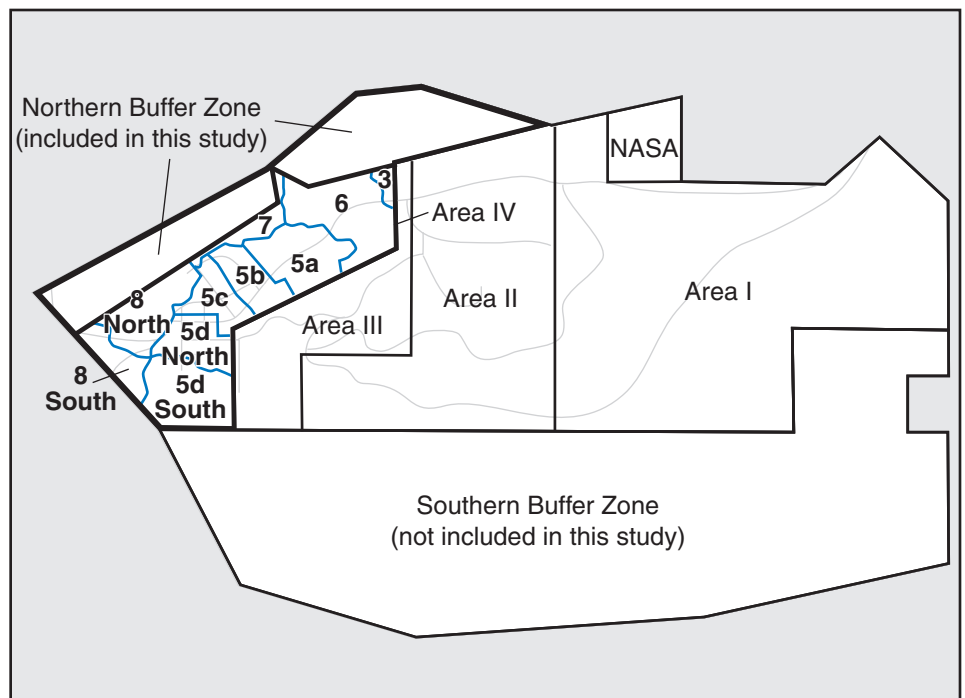 Northern Buffer Zone
(included in this study)
NASA
3
6
Area IV
7
5a
5b
Area II
Area I
5c
8
North
Area III
5d
North
8
South
5d
South
Southern Buffer Zone
(not included in this study)